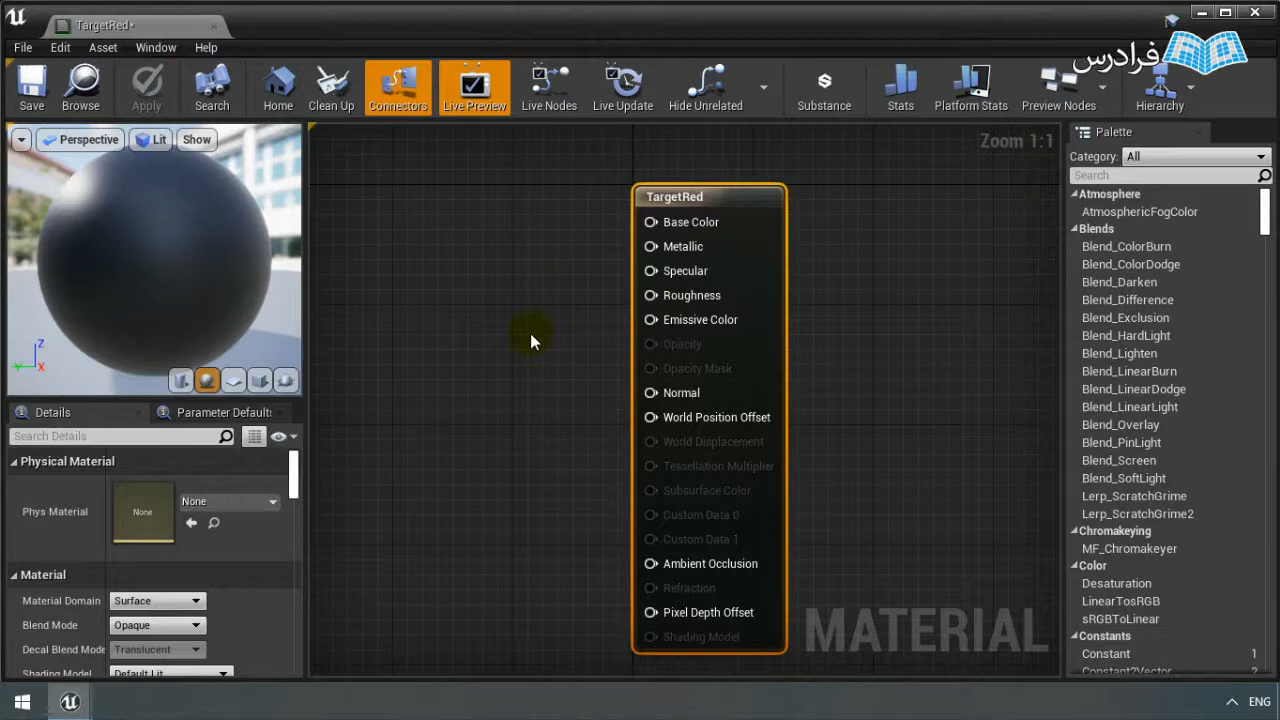 TargetRed*
File Edit Asset Window Help
فرادرس
Save Browse Apply Search Home Clean Up Connectors Live Preview Live Nodes Live Update Hide Unrelated Substance Stats Platform Stats Preview Nodes Hierarchy
Perspective Lit Show
Zoom 1:1
TargetRed
Base Color
Metallic
Specular
Roughness
Emissive Color
Opacity
Opacity Mask
Normal
World Position Offset
World Displacement
Tessellation Multiplier
Subsurface Color
Custom Data 0
Custom Data 1
Ambient Occlusion
Refraction
Pixel Depth Offset
Shading Model
MATERIAL
Z
Y X
Details Parameter Defaults
Search Details
Physical Material
Phys Material None None
Material
Material Domain Surface
Blend Mode Opaque
Decal Blend Mode Translucent
Shading Model Default Lit
Palette
Category: All
Search
Atmosphere
AtmosphericFogColor
Blends
Blend_ColorBurn
Blend_ColorDodge
Blend_Darken
Blend_Difference
Blend_Exclusion
Blend_HardLight
Blend_Lighten
Blend_LinearBurn
Blend_LinearDodge
Blend_LinearLight
Blend_Overlay
Blend_PinLight
Blend_Screen
Blend_SoftLight
Lerp_ScratchGrime
Lerp_ScratchGrime2
Chromakeying
MF_Chromakeyer
Color
Desaturation
LinearTosRGB
sRGBToLinear
Constants
Constant 1
Constant2Vector
ENG